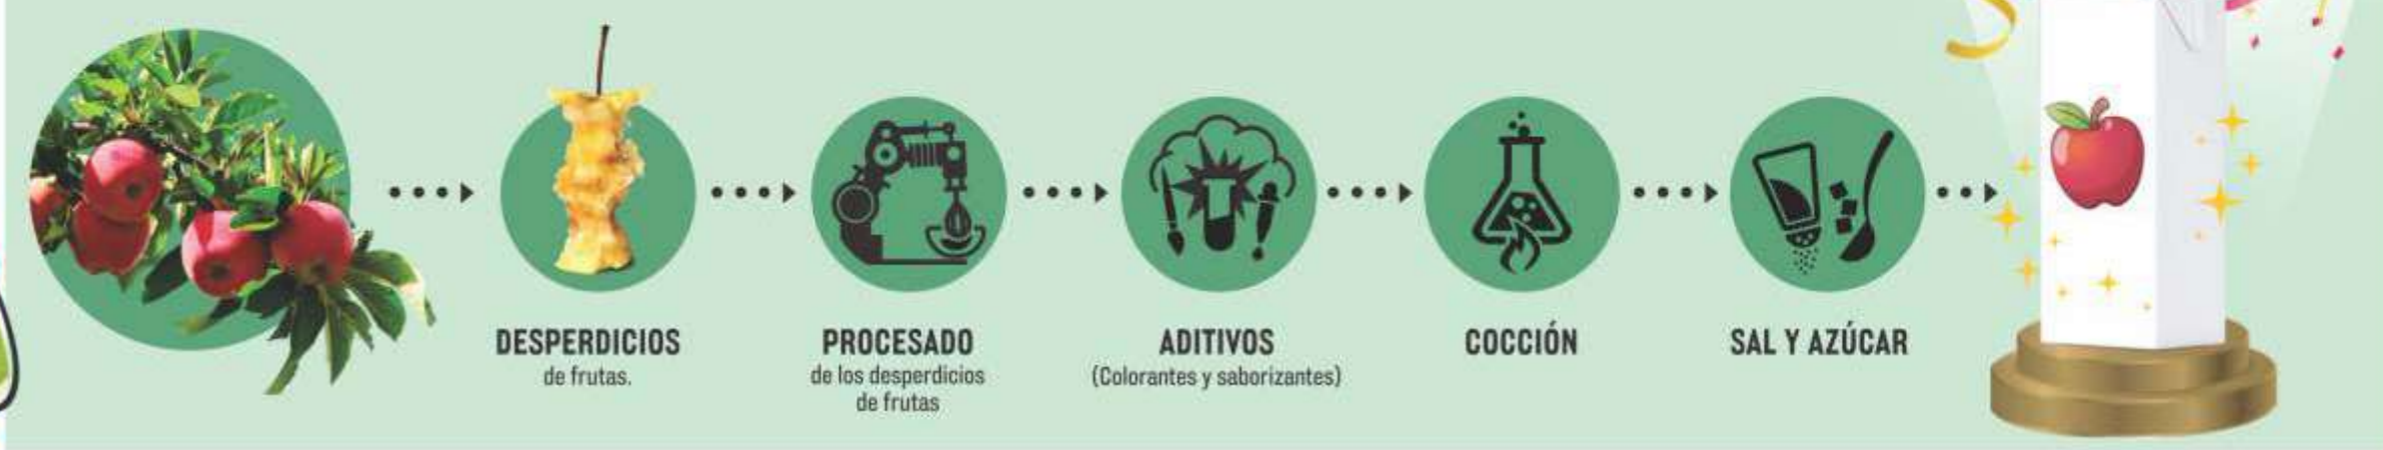 DESPERDICIOS
de frutas.
PROCESADO
de los desperdicios
de frutas
ADITIVOS
(Colorantes y saborizantes)
COCCIÓN
SAL Y AZÚCAR